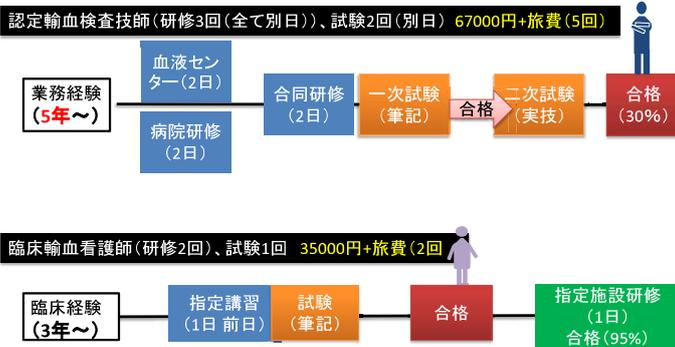 認定輸血検査技師（研修3回（全て別日））、試験2回（別日） 67000円+旅費（5回）
業務経験
（5年～）
血液セン
ター（2日）
病院研修
（2日）
合同研修
（2日）
一次試験
（筆記）
合格
二次試験
（実技）
合格
（30%）
臨床輸血看護師（研修2回）、試験1回 35000円+旅費（2回
臨床経験
（3年～）
指定講習
（1日 前日）
試験
（筆記）
合格
指定施設研修
（1日）
合格（95%）